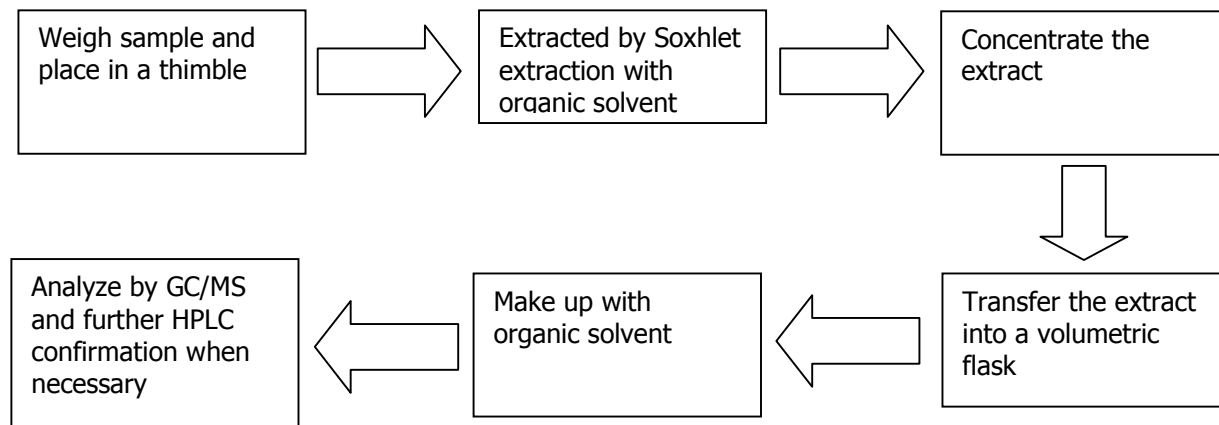 Weigh sample and
place in a thimble
Extracted by Soxhlet
extraction with
organic solvent
Concentrate the
extract
Transfer the extract
into a volumetric
flask
Make up with
organic solvent
Analyze by GC/MS
and further HPLC
confirmation when
necessary